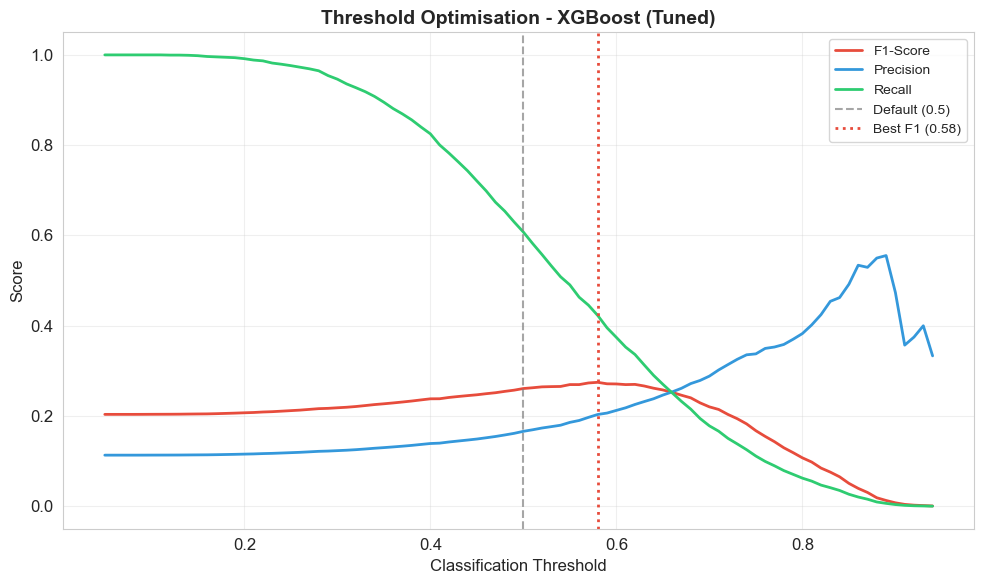 Threshold Optimisation - XGBoost (Tuned)
F1-Score
Precision
Recall
Default (0.5)
Best F1 (0.58)
1.0
0.8
0.6
0.4
0.2
0.0
Score
0.2 0.4 0.6 0.8
Classification Threshold